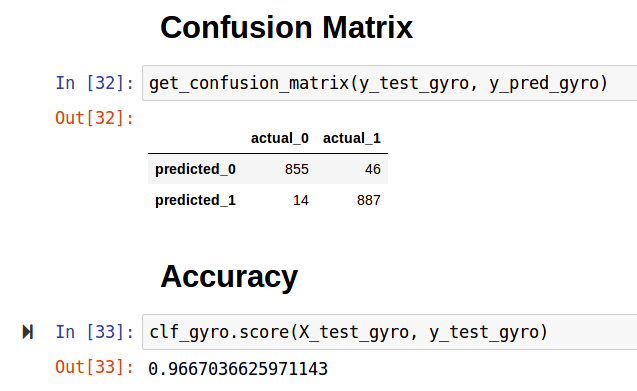 Confusion Matrix
In [32]: get_confusion_matrix(y_test_gyro, y_pred_gyro)
Out[32]:
actual_0 actual_1
predicted_0 855 46
predicted_1 14 887
Accuracy
In [33]: clf_gyro.score(X_test_gyro, y_test_gyro)
Out[33]: 0.9667036625971143